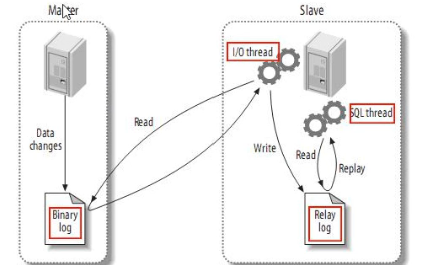 Master
Slave
I/O thread
SQL thread
Data
changes
Read
Write
Read
Replay
Binary
log
Relay
log